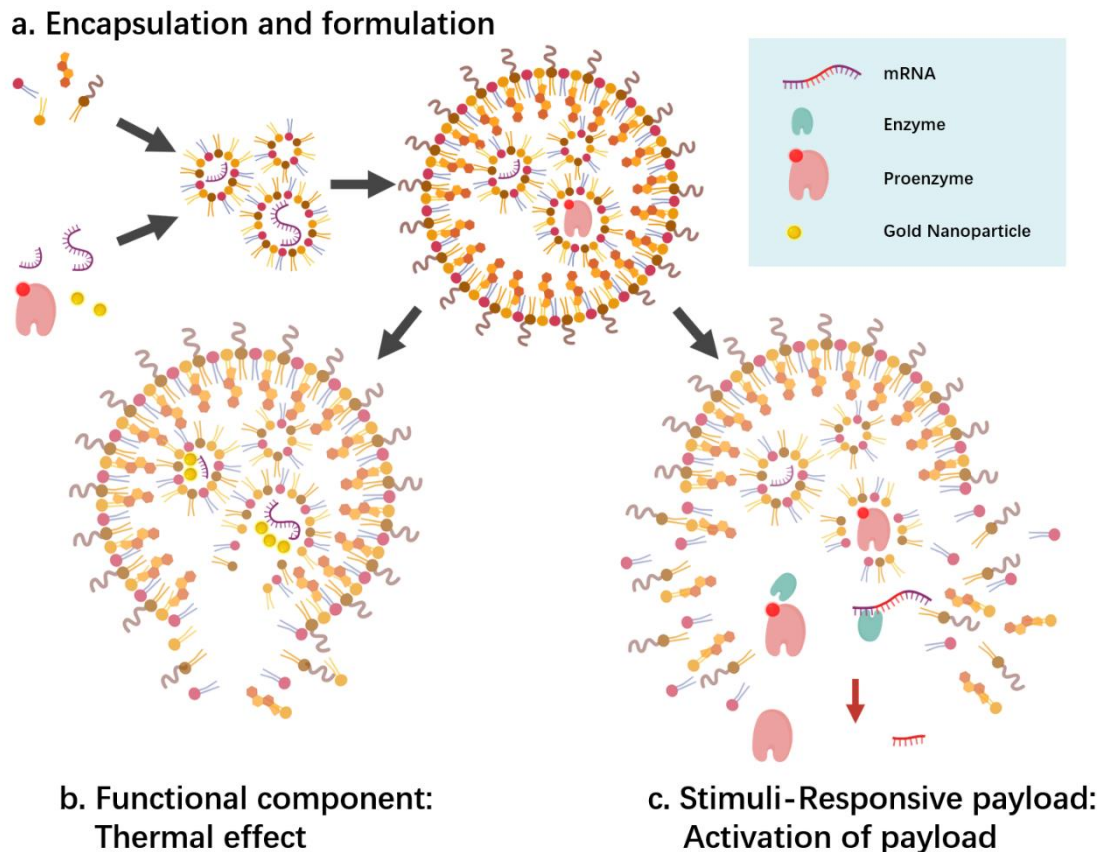 a. Encapsulation and formulation
mRNA
Enzyme
Proenzyme
Gold Nanoparticle
b. Functional component:
Thermal effect
c. Stimuli-Responsive payload:
Activation of payload